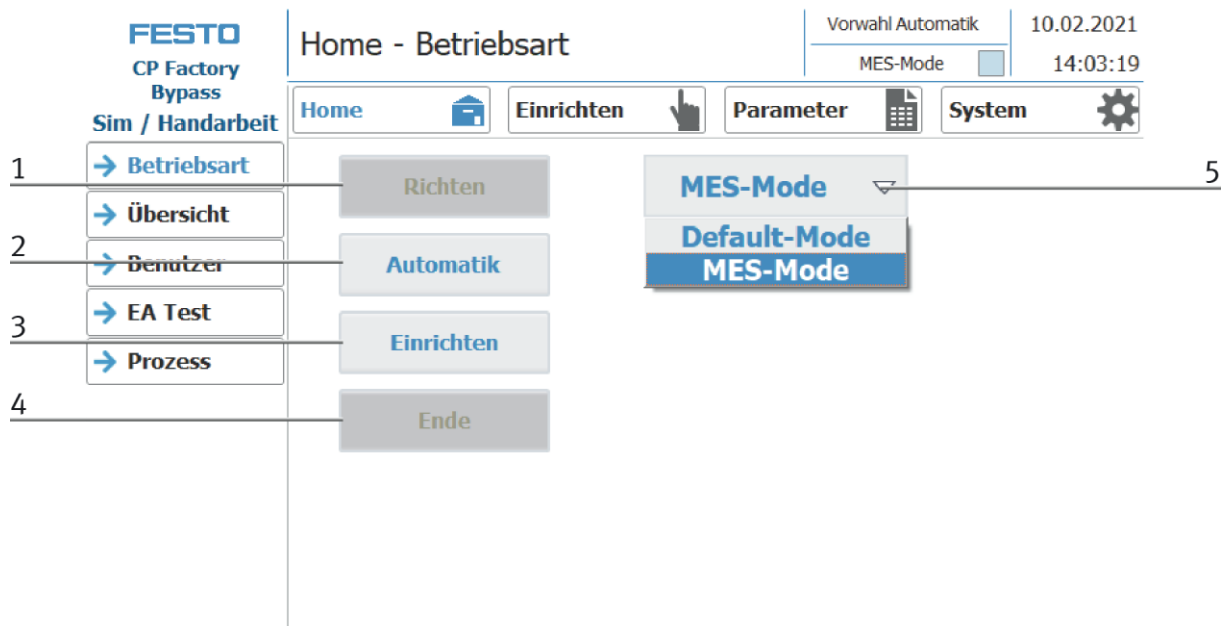 FESTO
CP Factory
Bypass
Sim / Handarbeit
Home - Betriebsart
Vorwahl Automatik
MES-Mode
10.02.2021
14:03:19
Home
Einrichten
Parameter
System
Betriebsart
Übersicht
Benutzer
EA Test
Prozess
1
2
3
4
Richten
Automatik
Einrichten
Ende
MES-Mode
Default-Mode
MES-Mode
5